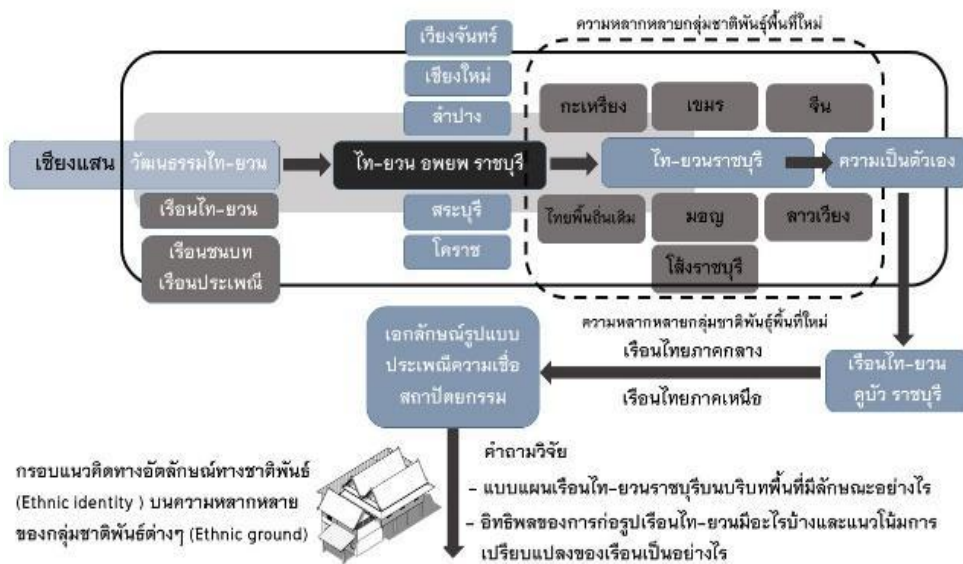 ความหลากหลายกลุ่มชาติพันธุ์พื้นที่ใหม่
เวียงจันทร์
เชียงใหม่
ลำปาง
กะเหรี่ยง
เขมร
จีน
เชียงแสน
วัฒนธรรมไท-ยวน
ไท-ยวน อพยพ ราชบุรี
ไท-ยวนราชบุรี
ความเป็นตัวเอง
เรือนไท-ยวน
สระบุรี
ไทยพื้นถิ่นเดิม
มอญ
ลาวเวียง
เรือนชนบท
เรือนประเพณี
โคราช
โส้งราชบุรี
ความหลากหลายกลุ่มชาติพันธุ์พื้นที่ใหม่
เอกลักษณ์รูปแบบ
ประเพณีความเชื่อ
สถาปัตยกรรม
เรือนไทยภาคกลาง
เรือนไทยภาคเหนือ
เรือนไท-ยวน
คูบัว ราชบุรี
กรอบแนวคิดทางอัตลักษณ์ทางชาติพันธ์
(Ethnic identity ) บนความหลากหลาย
ของกลุ่มชาติพันธุ์ต่างๆ (Ethnic ground)
คำถามวิจัย
- แบบแผนเรือนไท-ยวนราชบุรีบนบริบทพื้นที่มีลักษณะอย่างไร
- อิทธิพลของการก่อรูปเรือนไท-ยวนมีอะไรบ้างและแนวโน้มการ
เปรียบแปลงของเรือนเป็นอย่างไร